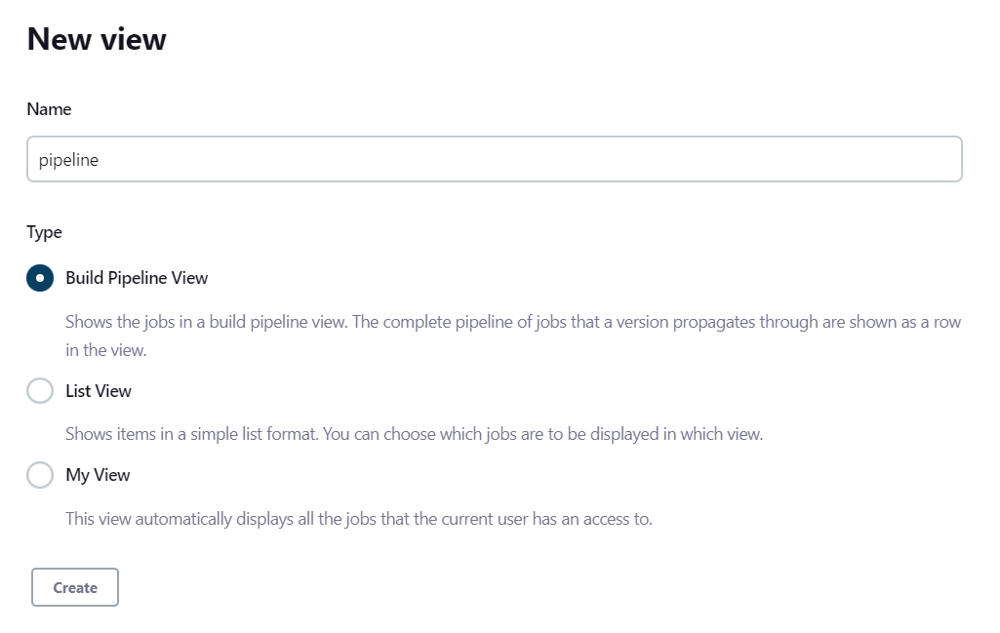 New view
Name
pipeline
Type
Build Pipeline View
Shows the jobs in a build pipeline view. The complete pipeline of jobs that a version propagates through are shown as a row
in the view.
List View
Shows items in a simple list format. You can choose which jobs are to be displayed in which view.
My View
This view automatically displays all the jobs that the current user has an access to.
Create